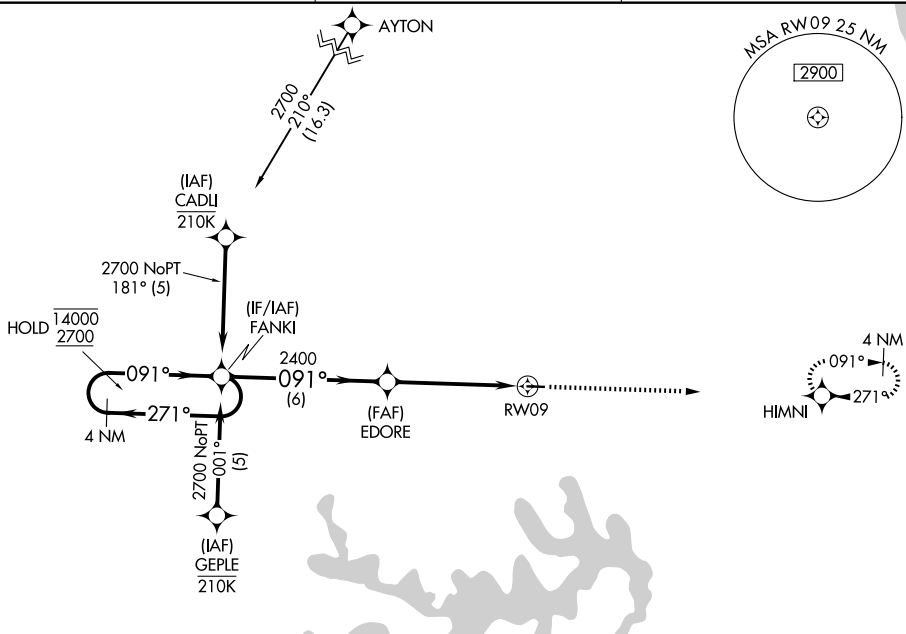 AYTON
MSA RW09 25 NM
2900
2700
210°
(16.3)
(IAF)
CADLI
210K
2700 NoPT
181° (5)
(IF/IAF)
FANKI
HOLD 14000
2700
091°
271°
4 NM
2400
091°
(6)
(FAF)
EDORE
RW09
4 NM
091°
271°
HIMNI
2700 NoPT
001°
(5)
(IAF)
GEPLE
210K